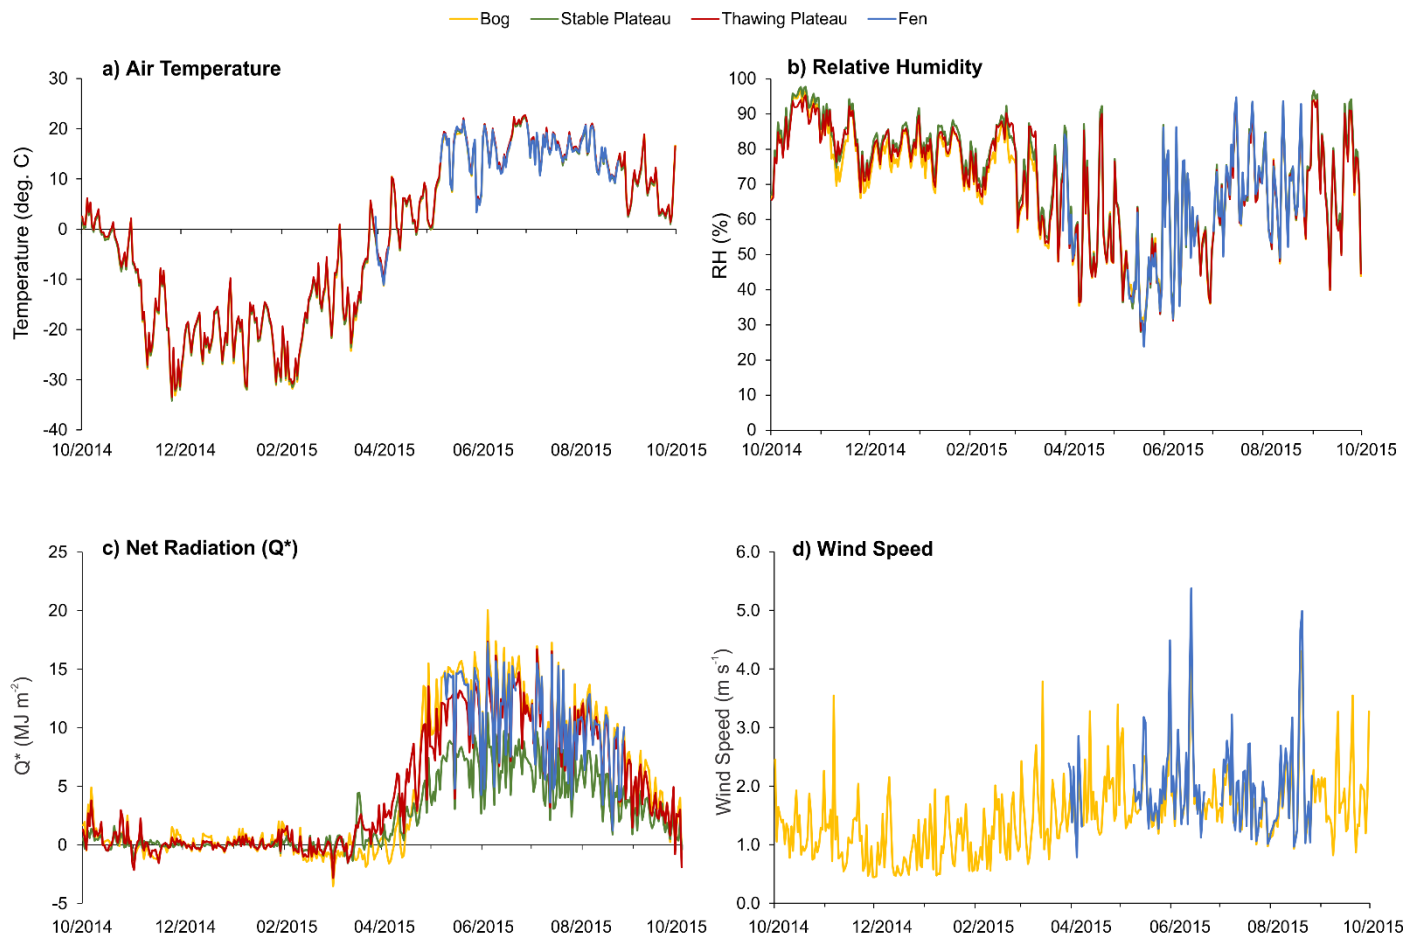 Bog Stable Plateau Thawing Plateau Fen
a) Air Temperature
Temperature (deg. C)
30
20
10
0
-10
-20
-30
-40
10/2014 12/2014 02/2015 04/2015 06/2015 08/2015 10/2015
b) Relative Humidity
RH (%)
100
90
80
70
60
50
40
30
20
10
0
10/2014 12/2014 02/2015 04/2015 06/2015 08/2015 10/2015
c) Net Radiation (Q*)
Q* (MJ m⁻²)
25
20
15
10
5
0
-5
10/2014 12/2014 02/2015 04/2015 06/2015 08/2015 10/2015
d) Wind Speed
Wind Speed (m s⁻¹)
6.0
5.0
4.0
3.0
2.0
1.0
0.0
10/2014 12/2014 02/2015 04/2015 06/2015 08/2015 10/2015